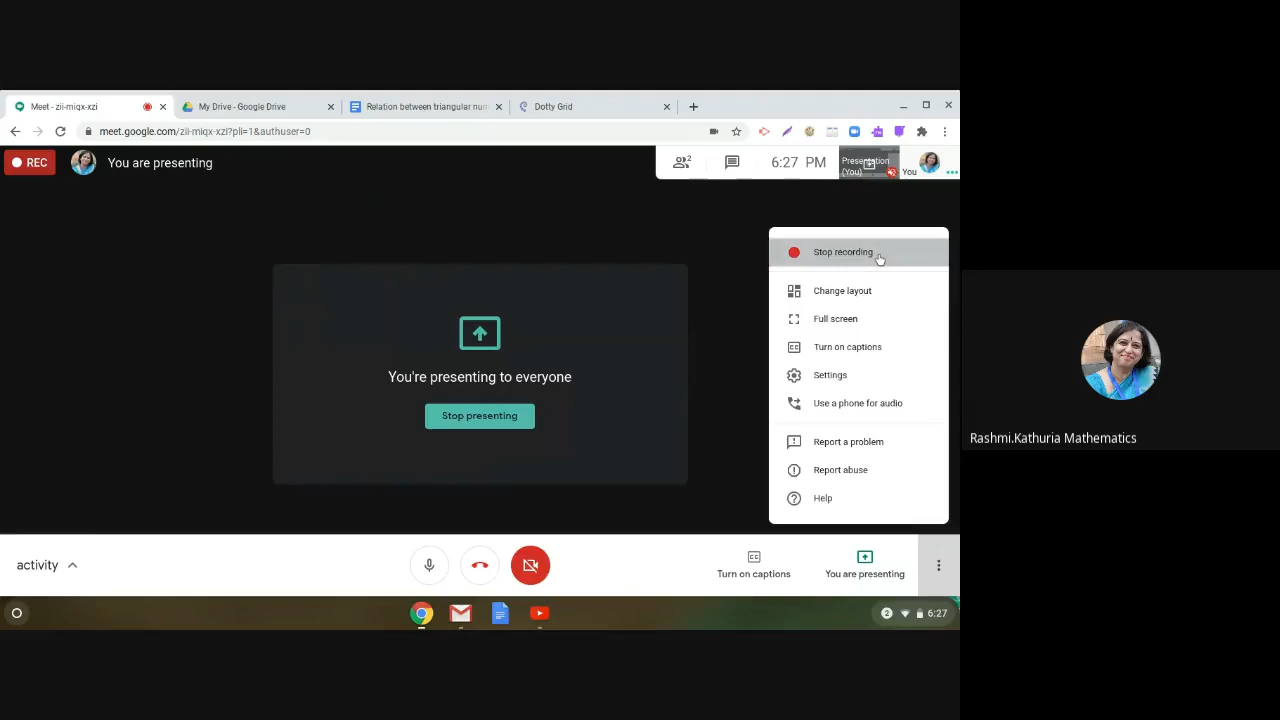 Meet - zii-miqx-xzi
My Drive - Google Drive
Relation between triangular num
Dotty Grid
meet.google.com/zii-miqx-xzi?pli=1&authuser=0
REC
You are presenting
2
6:27 PM
Presentation
(You)
You
Stop recording
Change layout
Full screen
Turn on captions
Settings
Use a phone for audio
Report a problem
Report abuse
Help
You're presenting to everyone
Stop presenting
Rashmi.Kathuria Mathematics
activity
Turn on captions
You are presenting
2
6:27